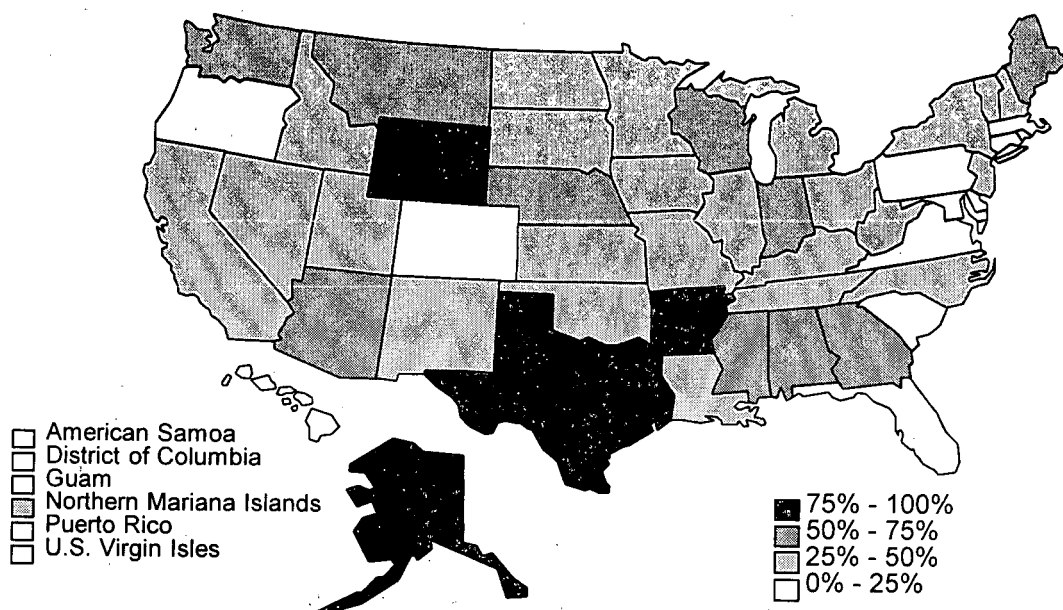 American Samoa
District of Columbia
Guam
Northern Mariana Islands
Puerto Rico
U.S. Virgin Isles
75% - 100%
50% - 75%
25% - 50%
0% - 25%